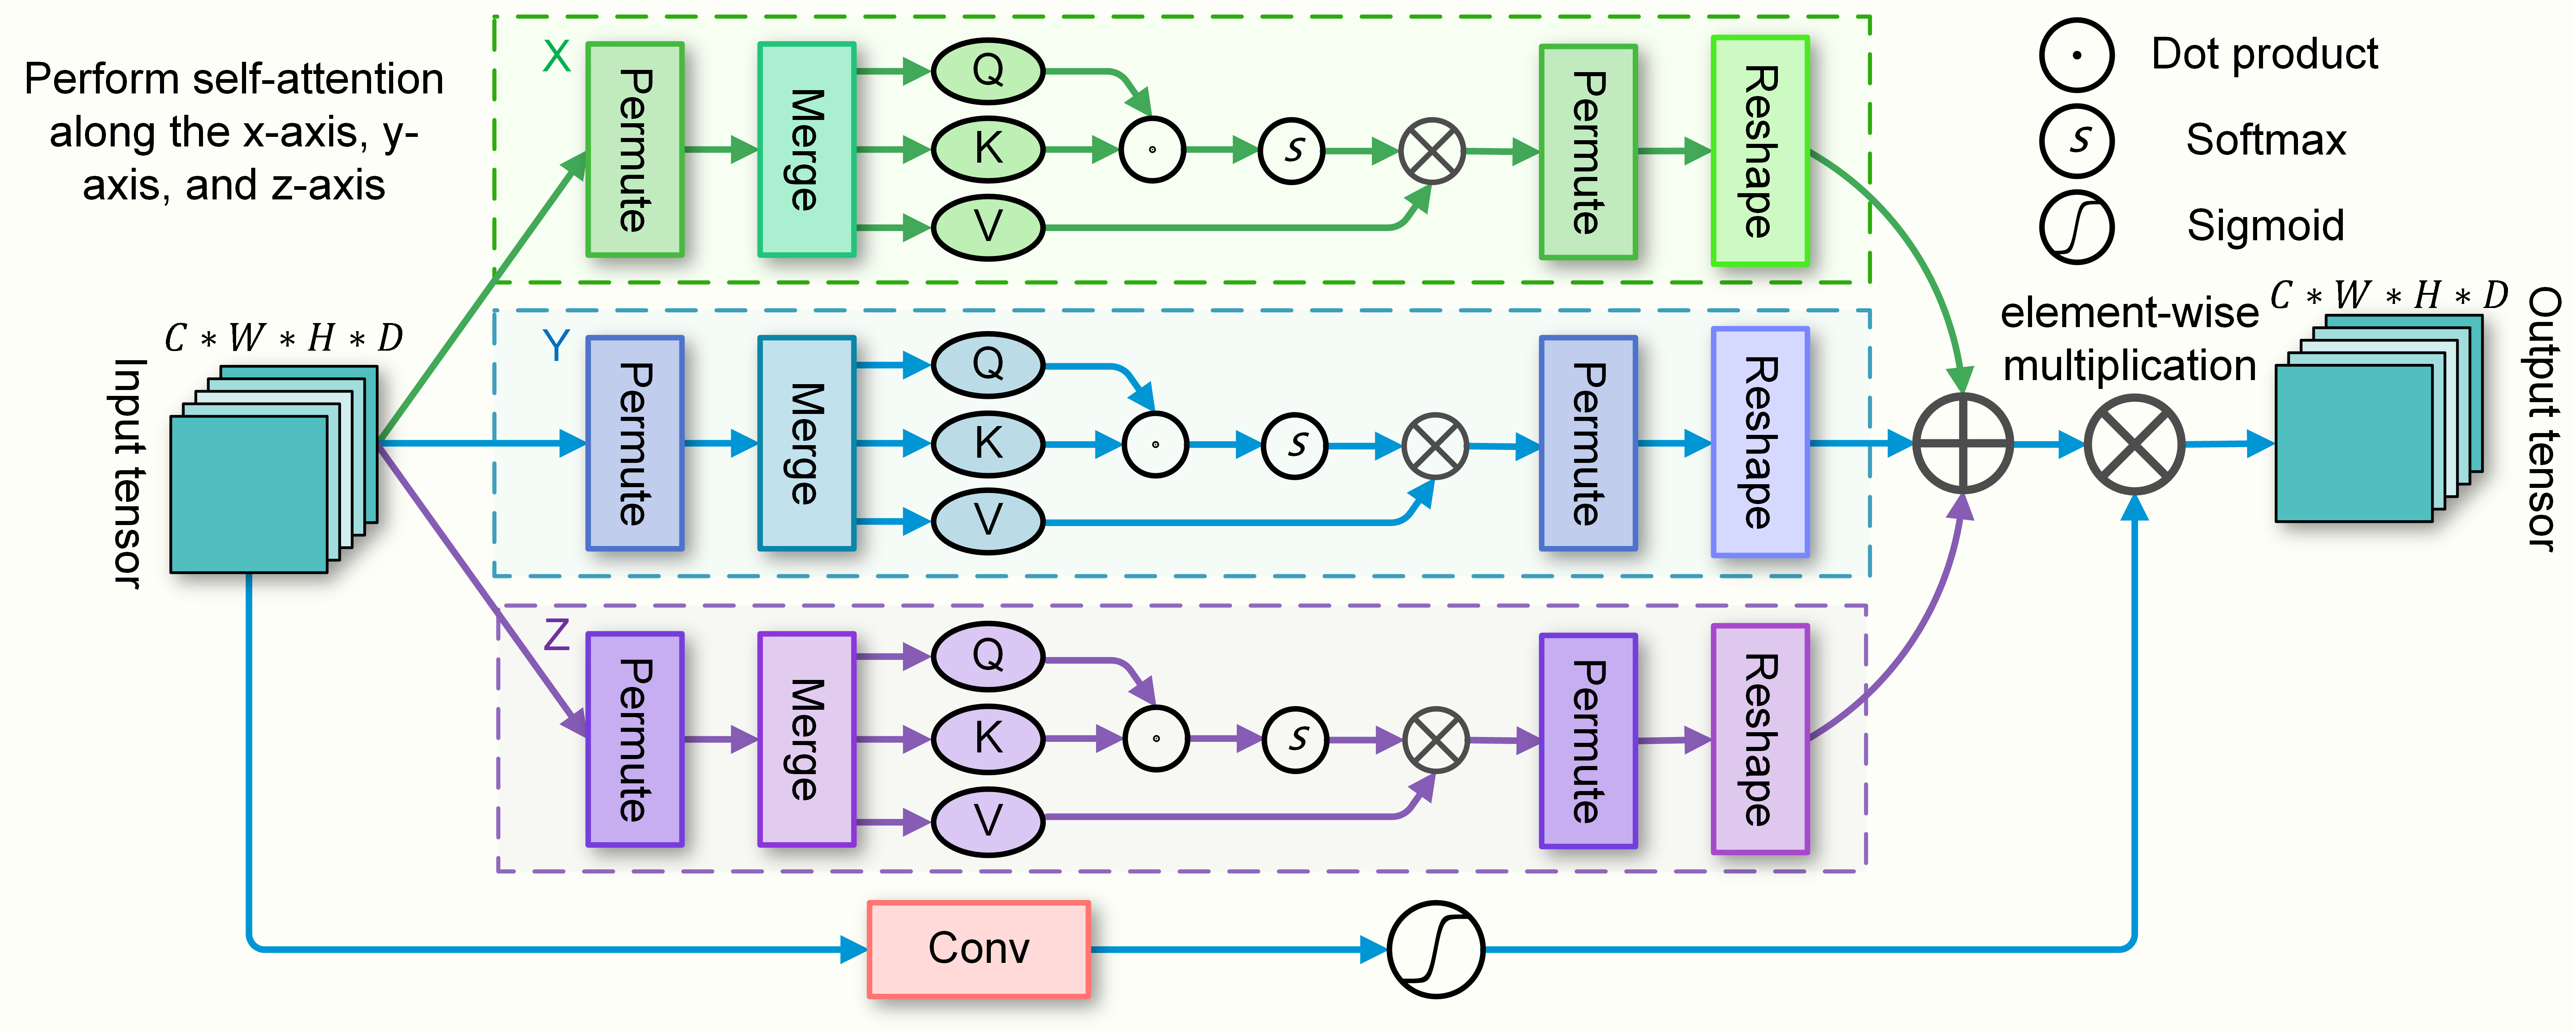 Perform self-attention
along the x-axis, y-
axis, and z-axis
C * W * H * D
Input tensor
X
Permute
Merge
Q
K
V
S
Permute
Reshape
Y
Permute
Merge
Q
K
V
S
Permute
Reshape
Z
Permute
Merge
Q
K
V
S
Permute
Reshape
Conv
Dot product
S
Softmax
Sigmoid
element-wise
multiplication
C * W * H * D
Output tensor